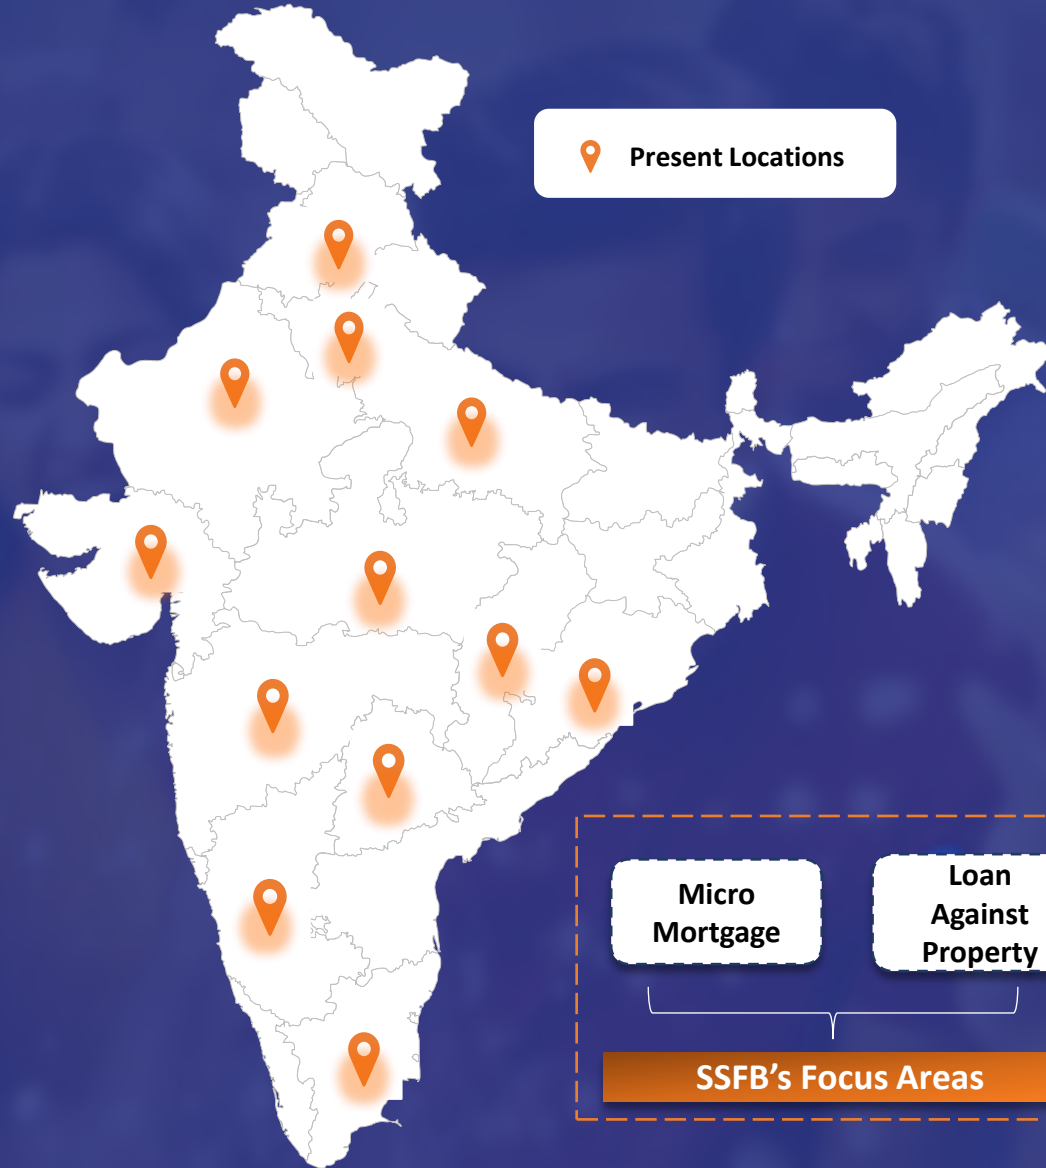 Present Locations
Micro
Mortgage
Loan
Against
Property
SSFB's Focus Areas